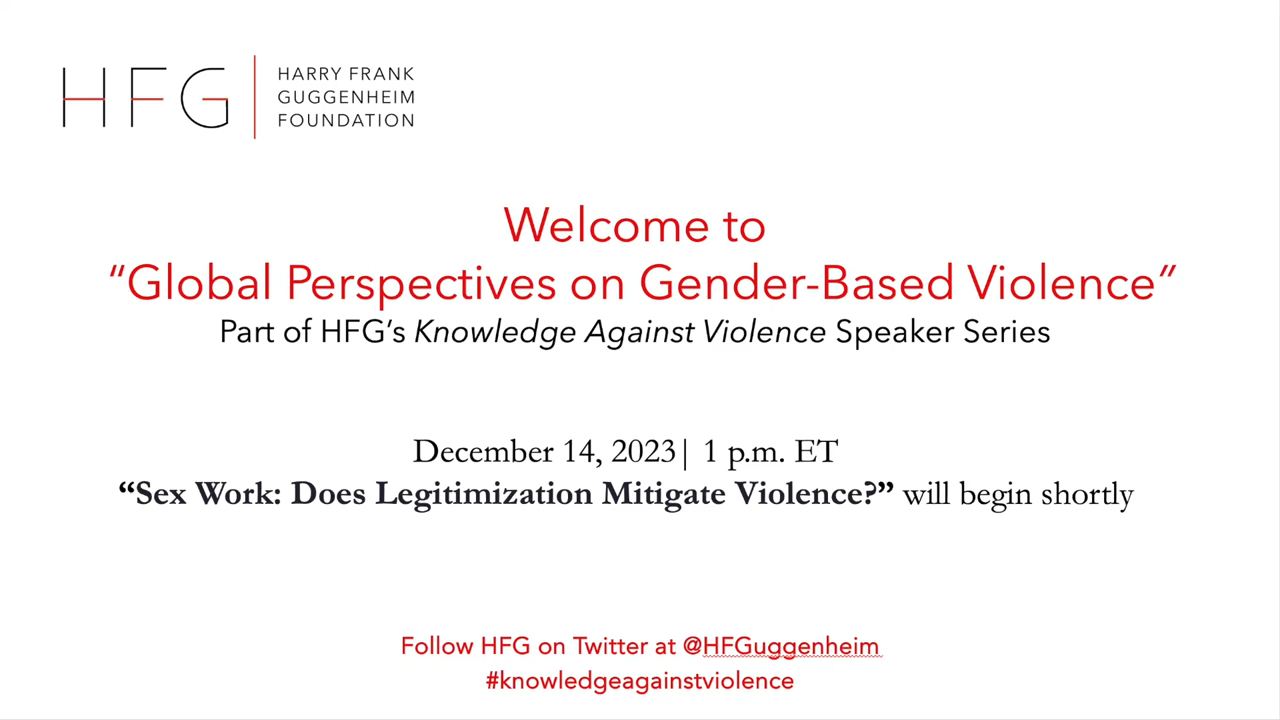 HFG
HARRY FRANK
GUGGENHEIM
FOUNDATION
Welcome to
“Global Perspectives on Gender-Based Violence”
Part of HFG’s Knowledge Against Violence Speaker Series
December 14, 2023| 1 p.m. ET
“Sex Work: Does Legitimization Mitigate Violence?” will begin shortly
Follow HFG on Twitter at @HFGuggenheim
#knowledgeagainstviolence